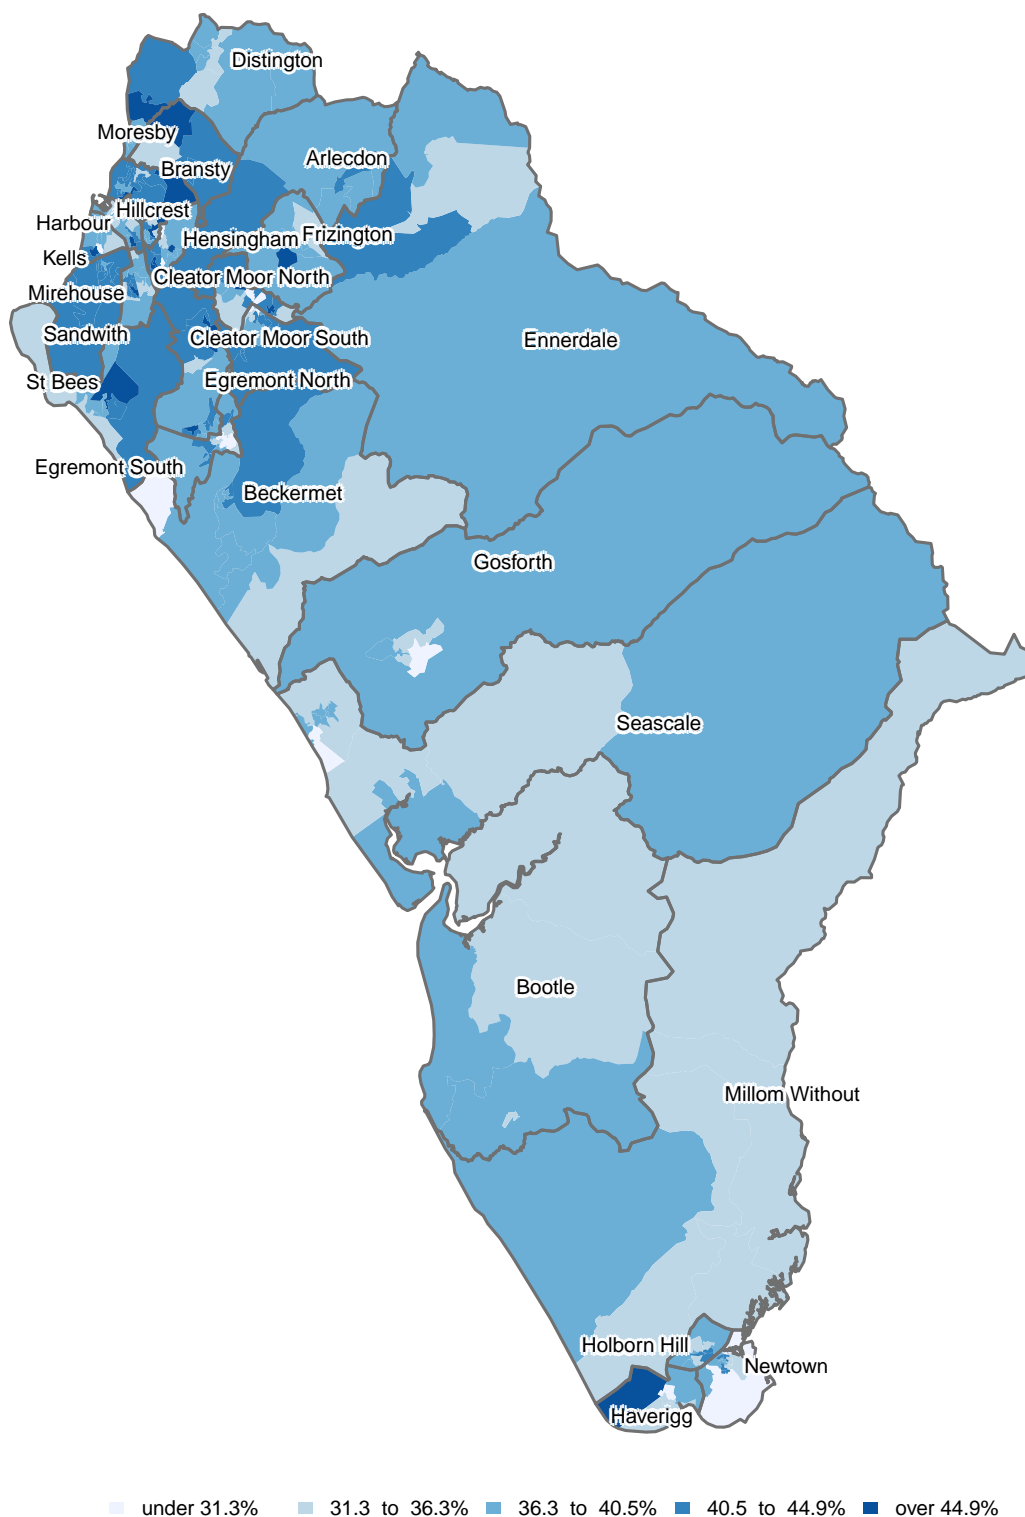 Distington
Moresby
Arlecdon
Bransty
Hillcrest
Harbour
Hensingham
Frizington
Kells
Cleator Moor North
Mirehouse
Sandwith
Cleator Moor South
Ennerdale
St Bees
Egremont North
Egremont South
Beckermet
Gosforth
Seascale
Bootle
Millom Without
Holborn Hill
Newtown
Haverigg
under 31.3% 31.3 to 36.3% 36.3 to 40.5% 40.5 to 44.9% over 44.9%